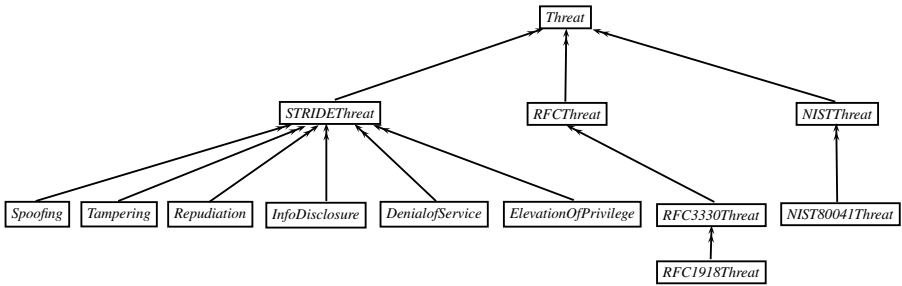 Threat
STRIDEThreat
RFCThreat
NISTThreat
Spoofing
Tampering
Repudiation
InfoDisclosure
DenialofService
ElevationOfPrivilege
RFC3330Threat
NIST80041Threat
RFC1918Threat